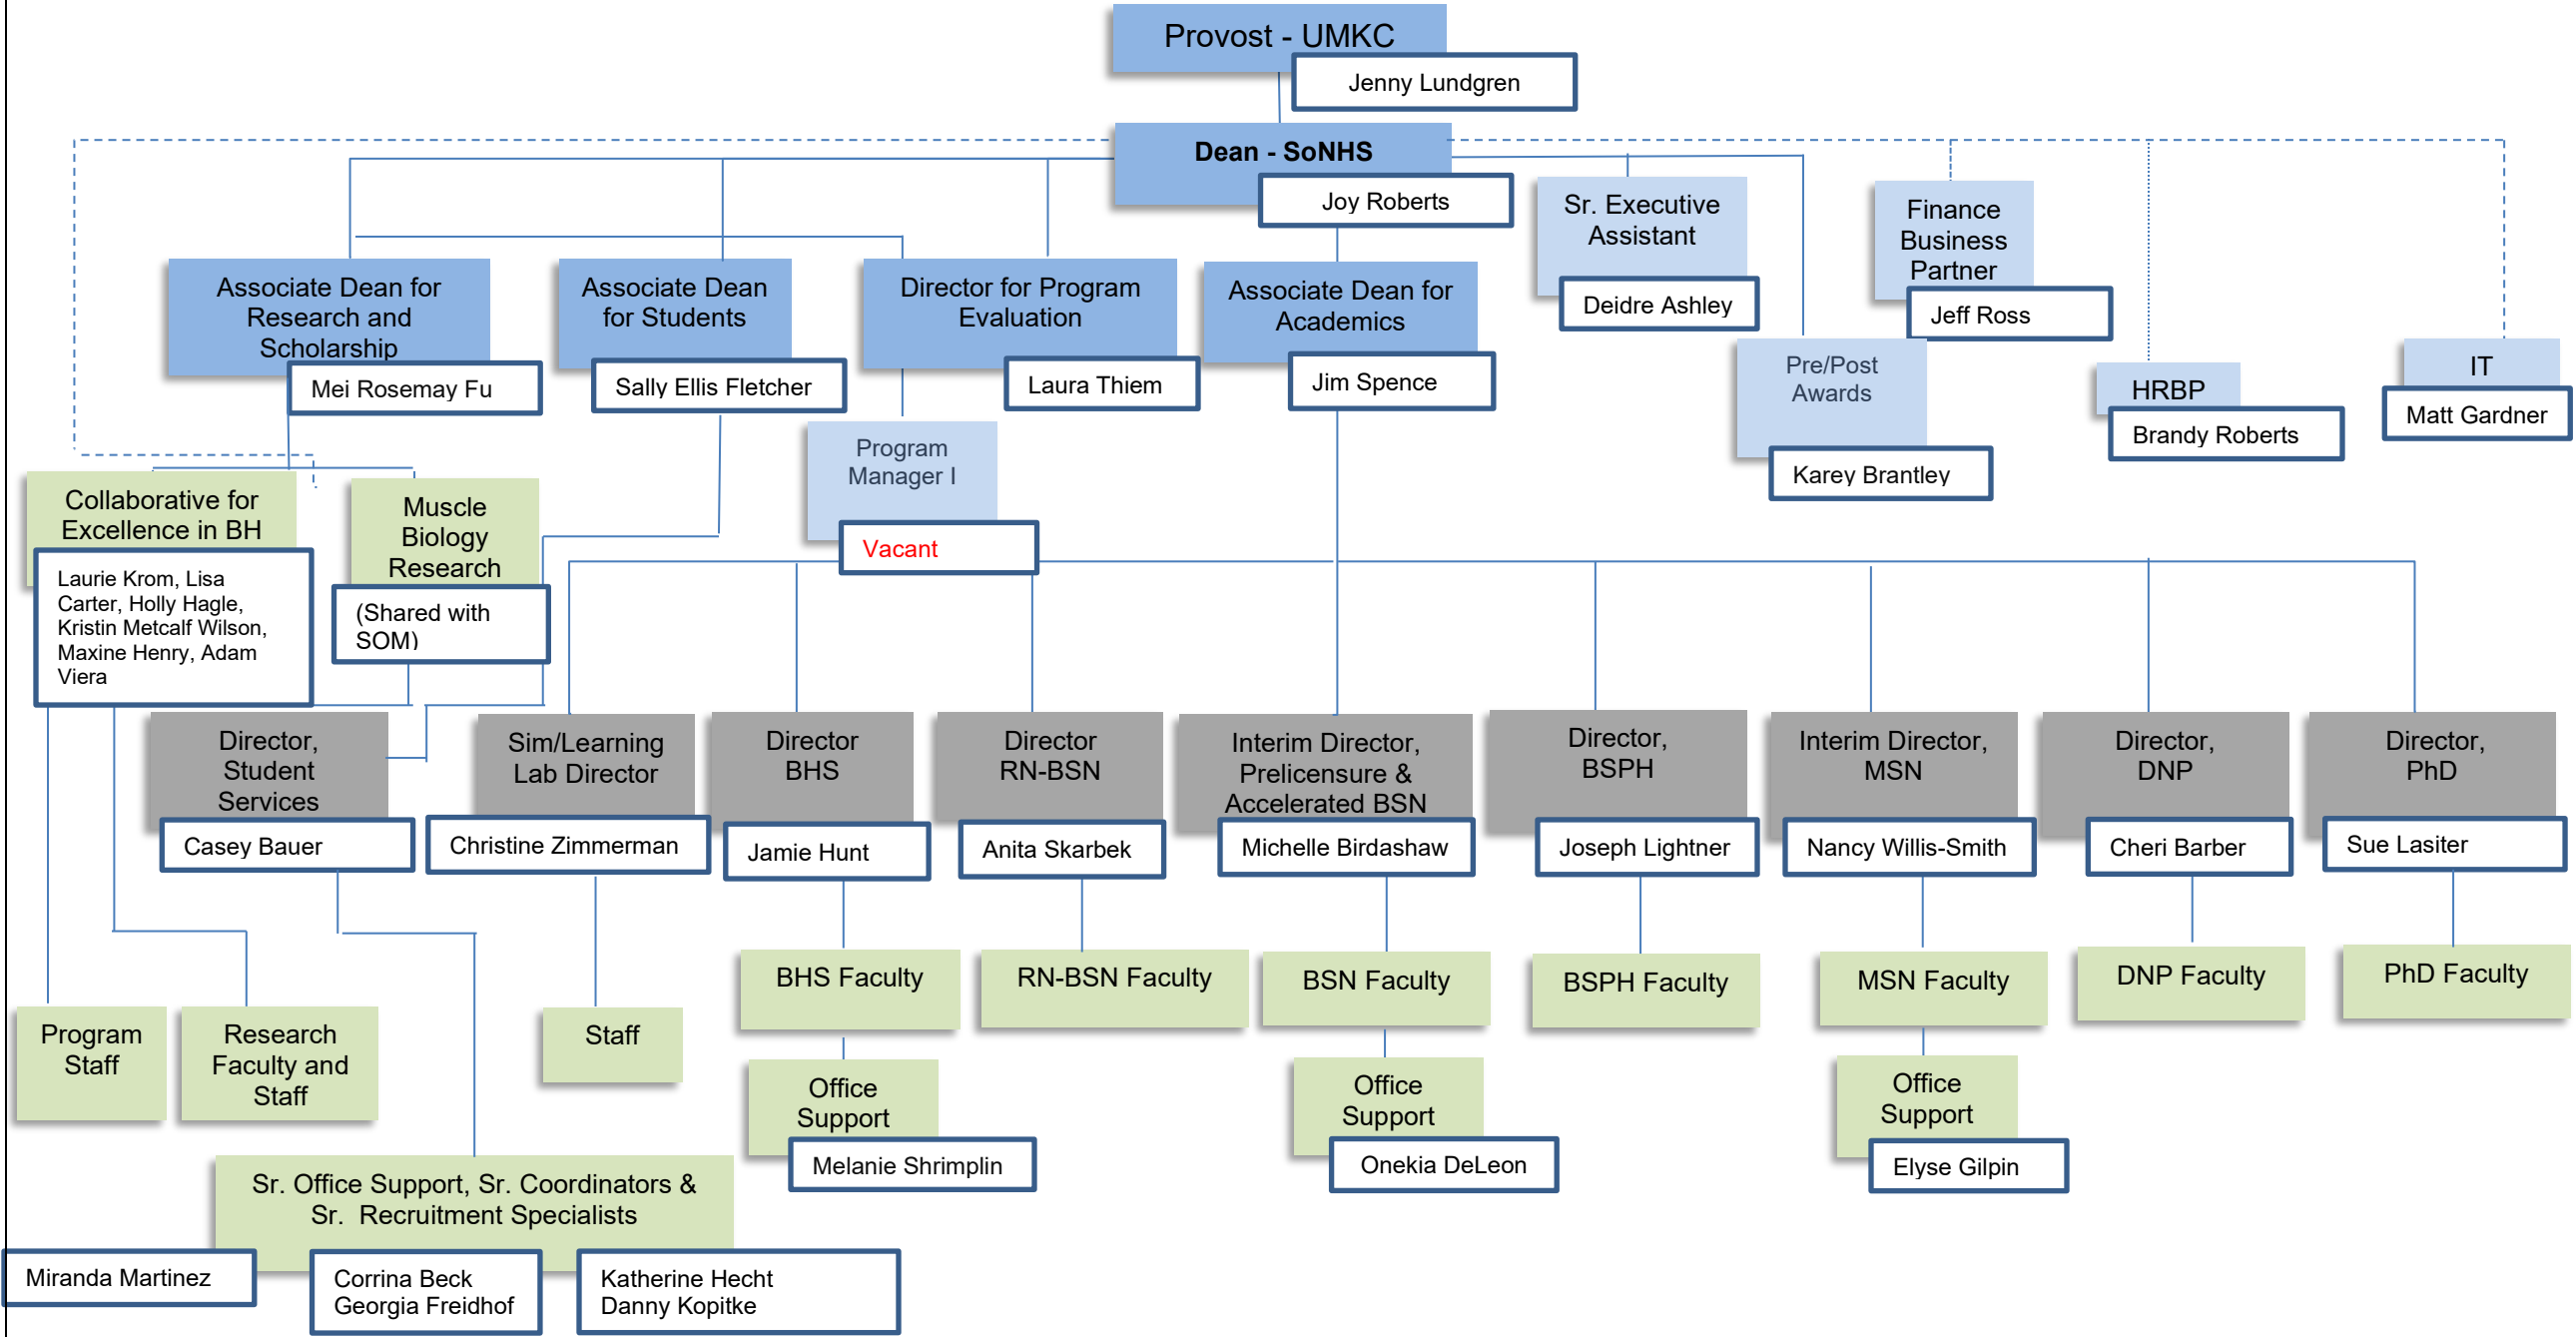 Provost - UMKC
Jenny Lundgren
Dean - SoNHS
Joy Roberts
Sr. Executive
Assistant
Deidre Ashley
Finance
Business
Partner
Jeff Ross
Associate Dean for
Research and
Scholarship
Mei Rosemay Fu
Associate Dean
for Students
Sally Ellis Fletcher
Director for Program
Evaluation
Laura Thiem
Associate Dean for
Academics
Jim Spence
Pre/Post
Awards
Karey Brantley
HRBP
Brandy Roberts
IT
Matt Gardner
Program
Manager I
Vacant
Collaborative for
Excellence in BH
Laurie Krom, Lisa
Carter, Holly Hagle,
Kristin Metcalf Wilson,
Maxine Henry, Adam
Viera
Muscle
Biology
Research
(Shared with
SOM)
Director,
Student
Services
Casey Bauer
Sim/Learning
Lab Director
Christine Zimmerman
Director
BHS
Jamie Hunt
Director
RN-BSN
Anita Skarbek
Interim Director,
Prelicensure &
Accelerated BSN
Michelle Birdashaw
Director,
BSPH
Joseph Lightner
Interim Director,
MSN
Nancy Willis-Smith
Director,
DNP
Cheri Barber
Director,
PhD
Sue Lasiter
BHS Faculty
RN-BSN Faculty
BSN Faculty
BSPH Faculty
MSN Faculty
DNP Faculty
PhD Faculty
Program
Staff
Research
Faculty and
Staff
Staff
Office
Support
Melanie Shrimplin
Office
Support
Onekia DeLeon
Office
Support
Elyse Gilpin
Sr. Office Support, Sr. Coordinators &
Sr. Recruitment Specialists
Miranda Martinez
Corrina Beck
Georgia Freidhof
Katherine Hecht
Danny Kopitke